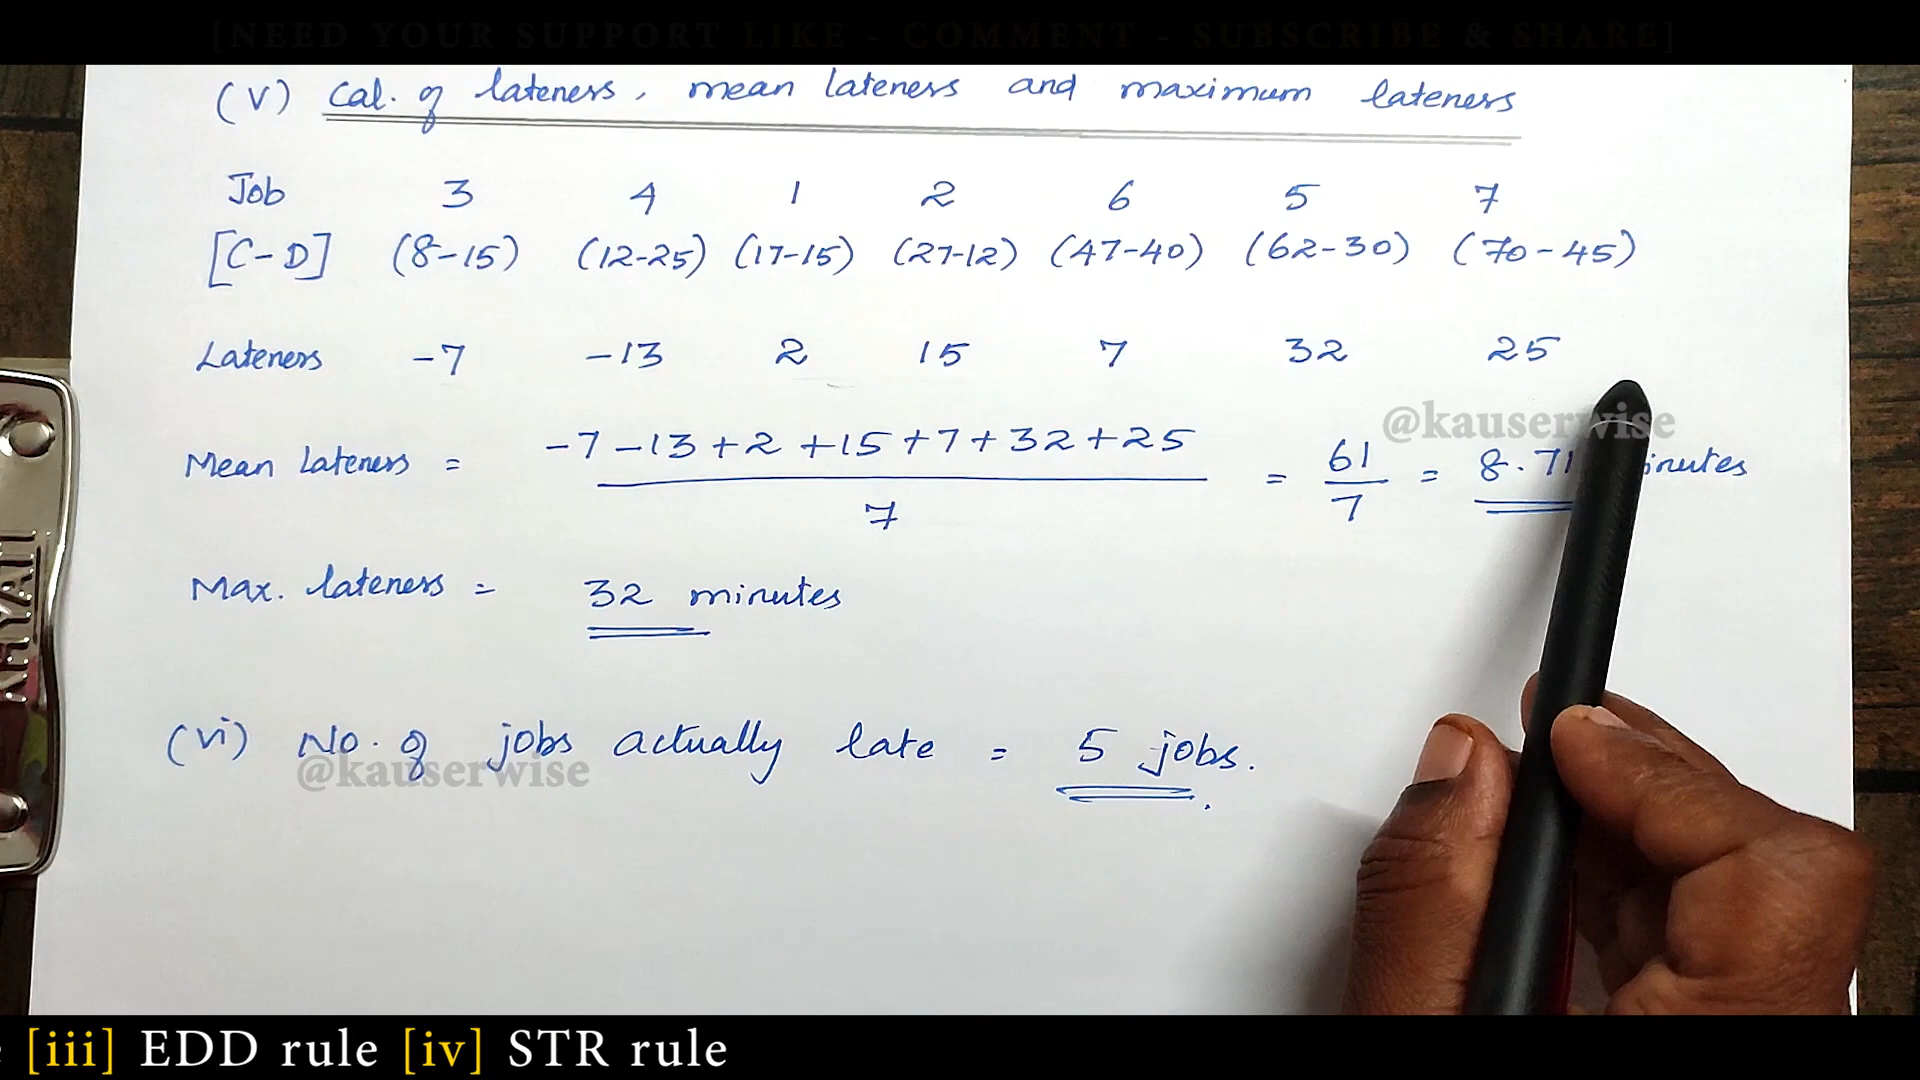 [NEED YOUR SUPPORT LIKE - COMMENT - SUBSCRIBE & SHARE]
(V) Cal. of lateness, mean lateness and maximum lateness
Job 3 4 1 2 6 5 7
[C-D] (8-15) (12-25) (17-15) (27-12) (47-40) (62-30) (70-45)
Lateness -7 -13 2 15 7 32 25
@kauserwise
Mean lateness = -7-13+2+15+7+32+25 / 7 = 61/7 = 8.71 minutes
Max. lateness = 32 minutes
(vi) No. of jobs actually late = 5 jobs.
@kauserwise
[iii] EDD rule [iv] STR rule